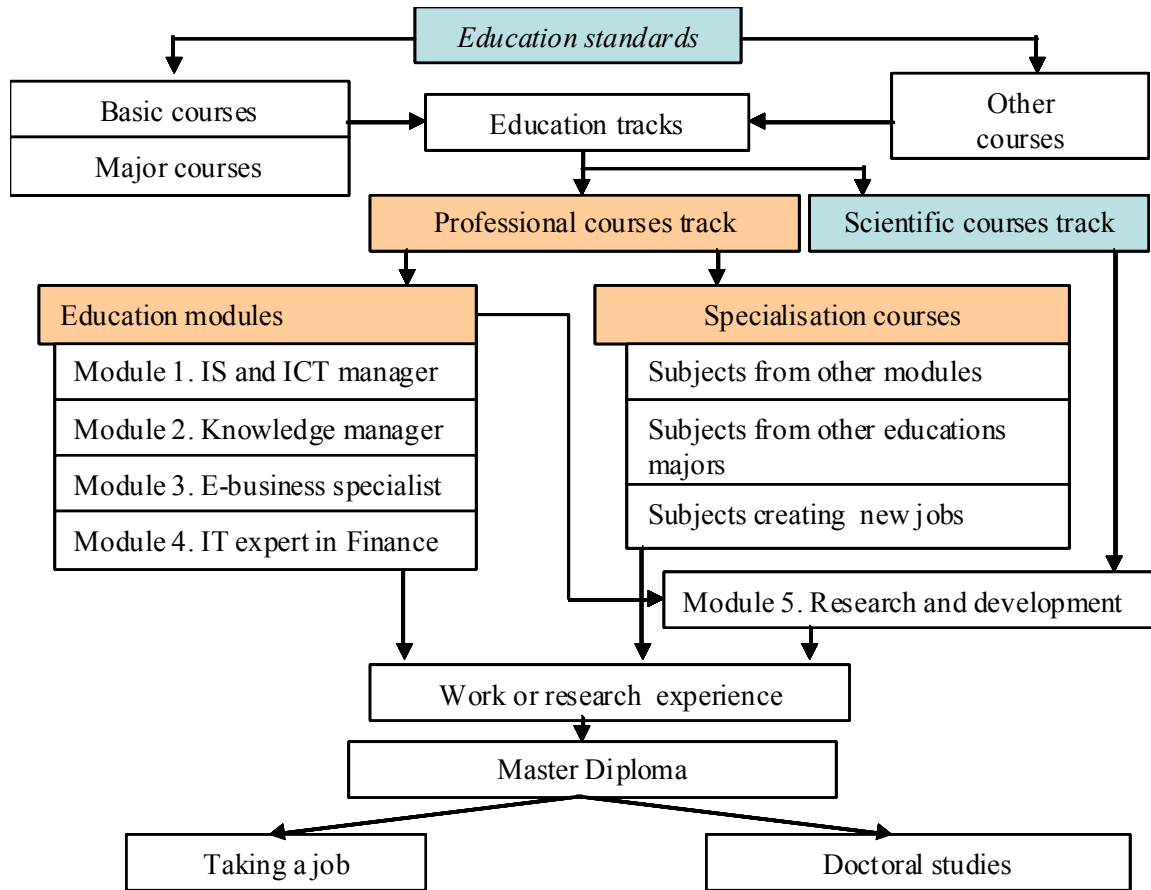 Education standards
Basic courses
Major courses
Education tracks
Other
courses
Professional courses track
Scientific courses track
Education modules
Module 1. IS and ICT manager
Module 2. Knowledge manager
Module 3. E-business specialist
Module 4. IT expert in Finance
Specialisation courses
Subjects from other modules
Subjects from other educations
majors
Subjects creating new jobs
Module 5. Research and development
Work or research experience
Master Diploma
Taking a job
Doctoral studies